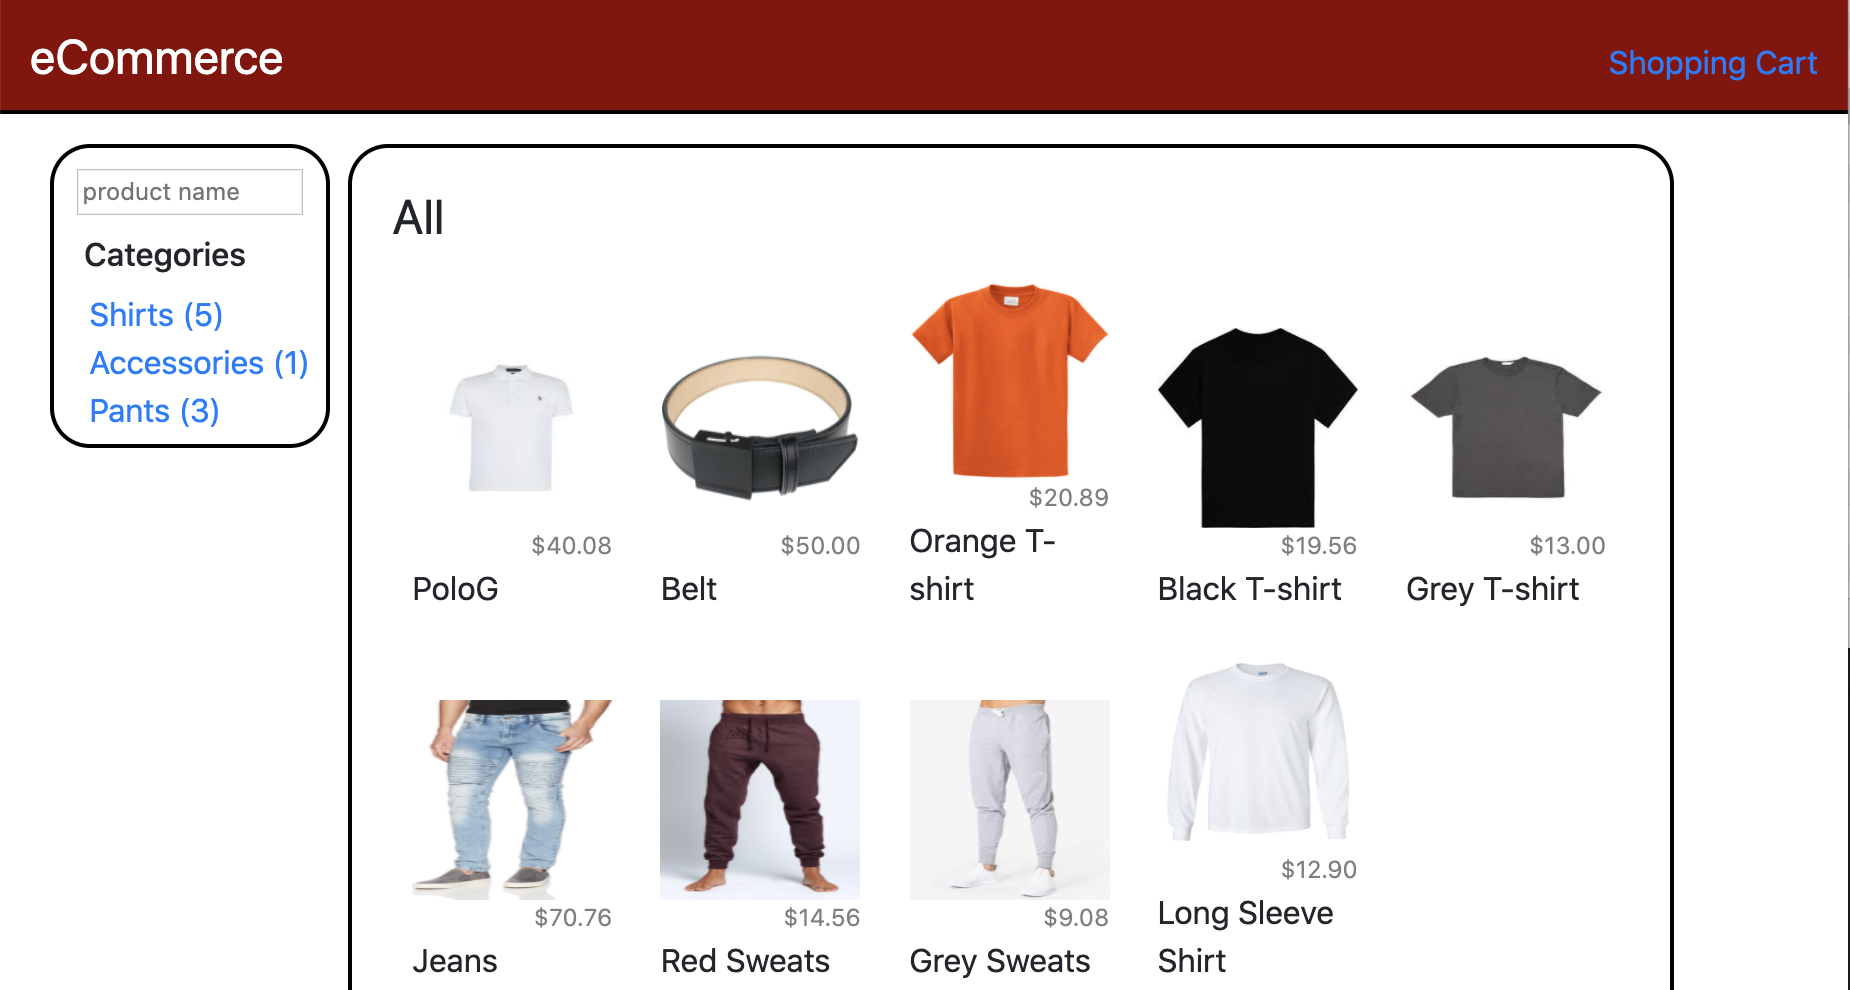 eCommerce
Shopping Cart
product name
Categories
Shirts (5)
Accessories (1)
Pants (3)
All
$40.08
PoloG
$50.00
Belt
$20.89
Orange T-
shirt
$19.56
Black T-shirt
$13.00
Grey T-shirt
$70.76
Jeans
$14.56
Red Sweats
$9.08
Grey Sweats
$12.90
Long Sleeve
Shirt